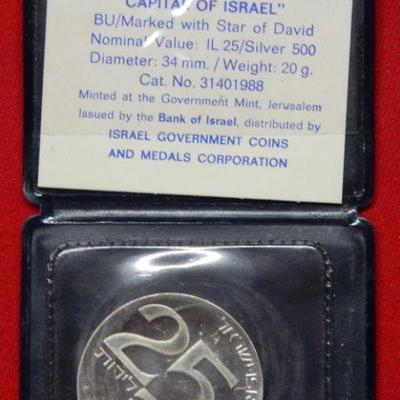 CAPITAL OF ISRAEL"
BU/Marked with Star of David
Nominal Value: IL 25/Silver 500
Diameter: 34 mm. / Weight: 20 g.
Cat. No. 31401988
Minted at the Government Mint, Jerusalem
Issued by the Bank of Israel, distributed by
ISRAEL GOVERNMENT COINS
AND MEDALS CORPORATION
25
לירות